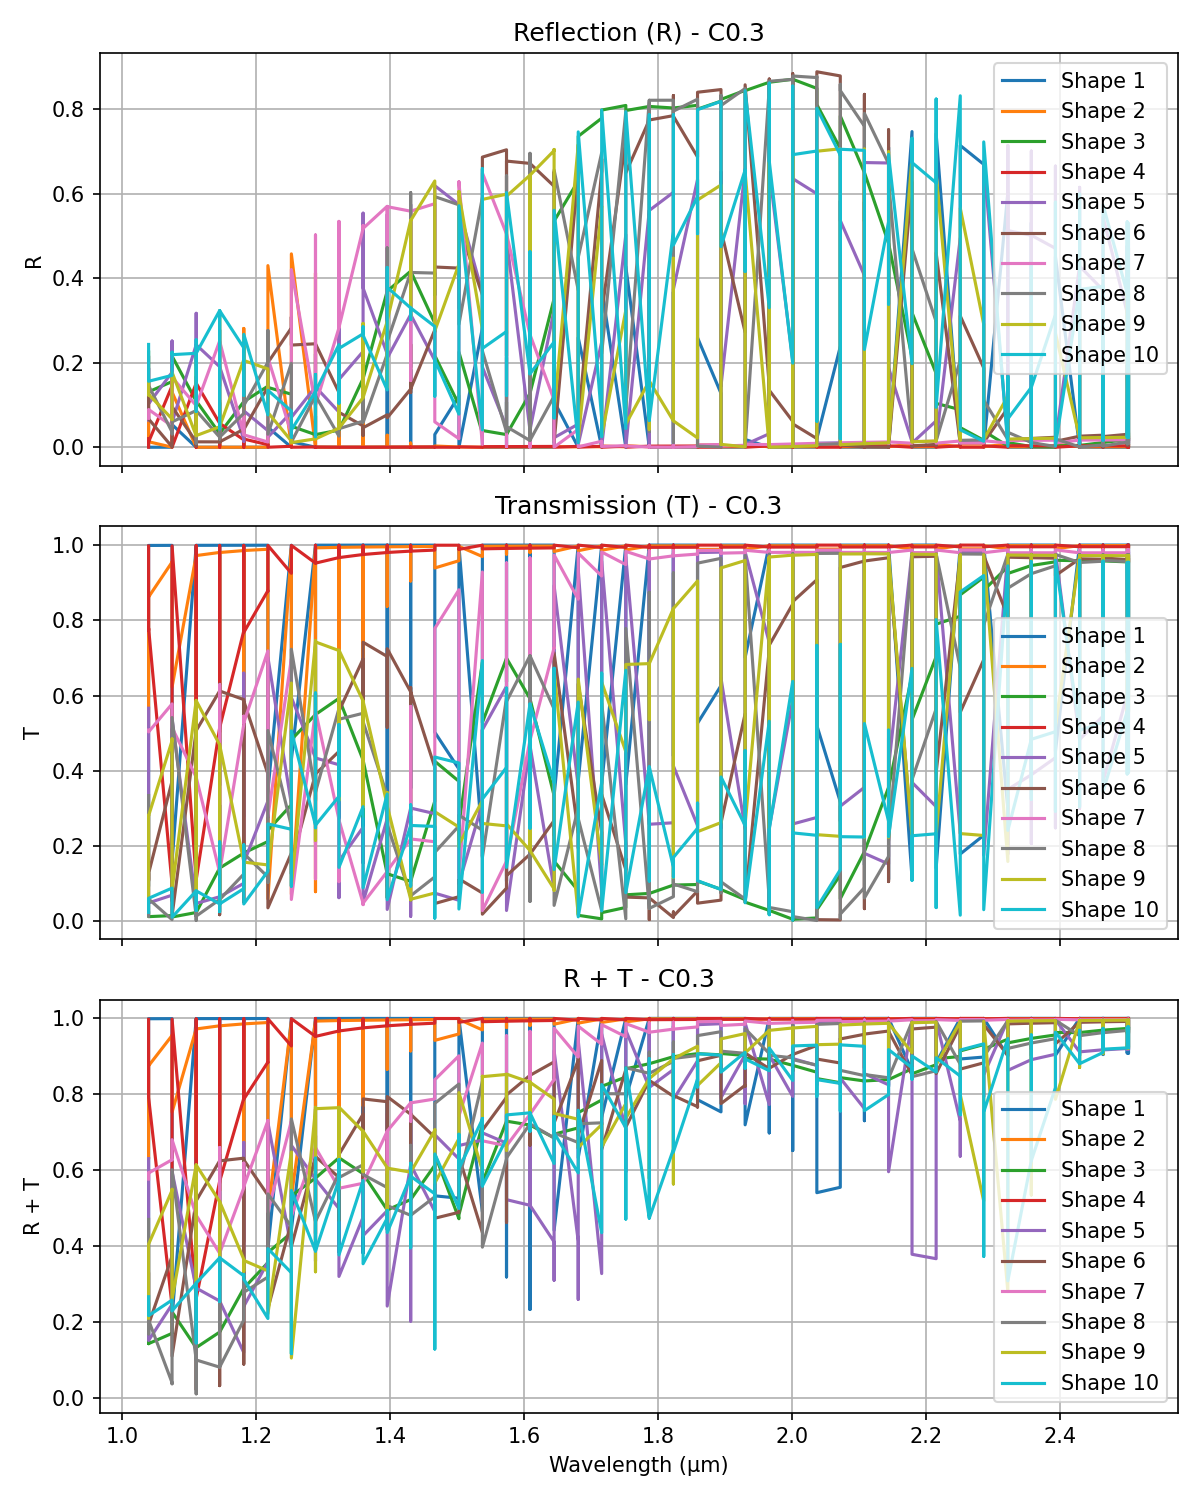 Reflection (R) - C0.3
R
0.8
0.6
0.4
0.2
0.0
Shape 1
Shape 2
Shape 3
Shape 4
Shape 5
Shape 6
Shape 7
Shape 8
Shape 9
Shape 10
Transmission (T) - C0.3
T
1.0
0.8
0.6
0.4
0.2
0.0
Shape 1
Shape 2
Shape 3
Shape 4
Shape 5
Shape 6
Shape 7
Shape 8
Shape 9
Shape 10
R + T - C0.3
R + T
1.0
0.8
0.6
0.4
0.2
0.0
Shape 1
Shape 2
Shape 3
Shape 4
Shape 5
Shape 6
Shape 7
Shape 8
Shape 9
Shape 10
1.0 1.2 1.4 1.6 1.8 2.0 2.2 2.4
Wavelength (μm)